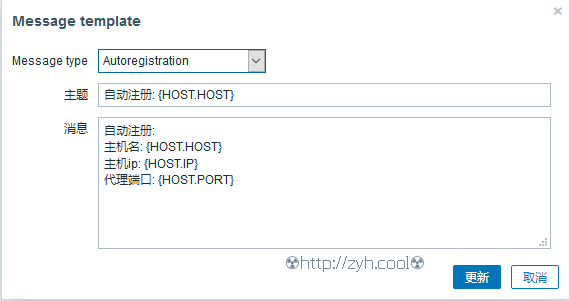 Message template
Message type
Autoregistration
主题
自动注册: {HOST.HOST}
消息
自动注册:
主机名: {HOST.HOST}
主机ip: {HOST.IP}
代理端口: {HOST.PORT}
☢http://zyh.cool☢
更新
取消